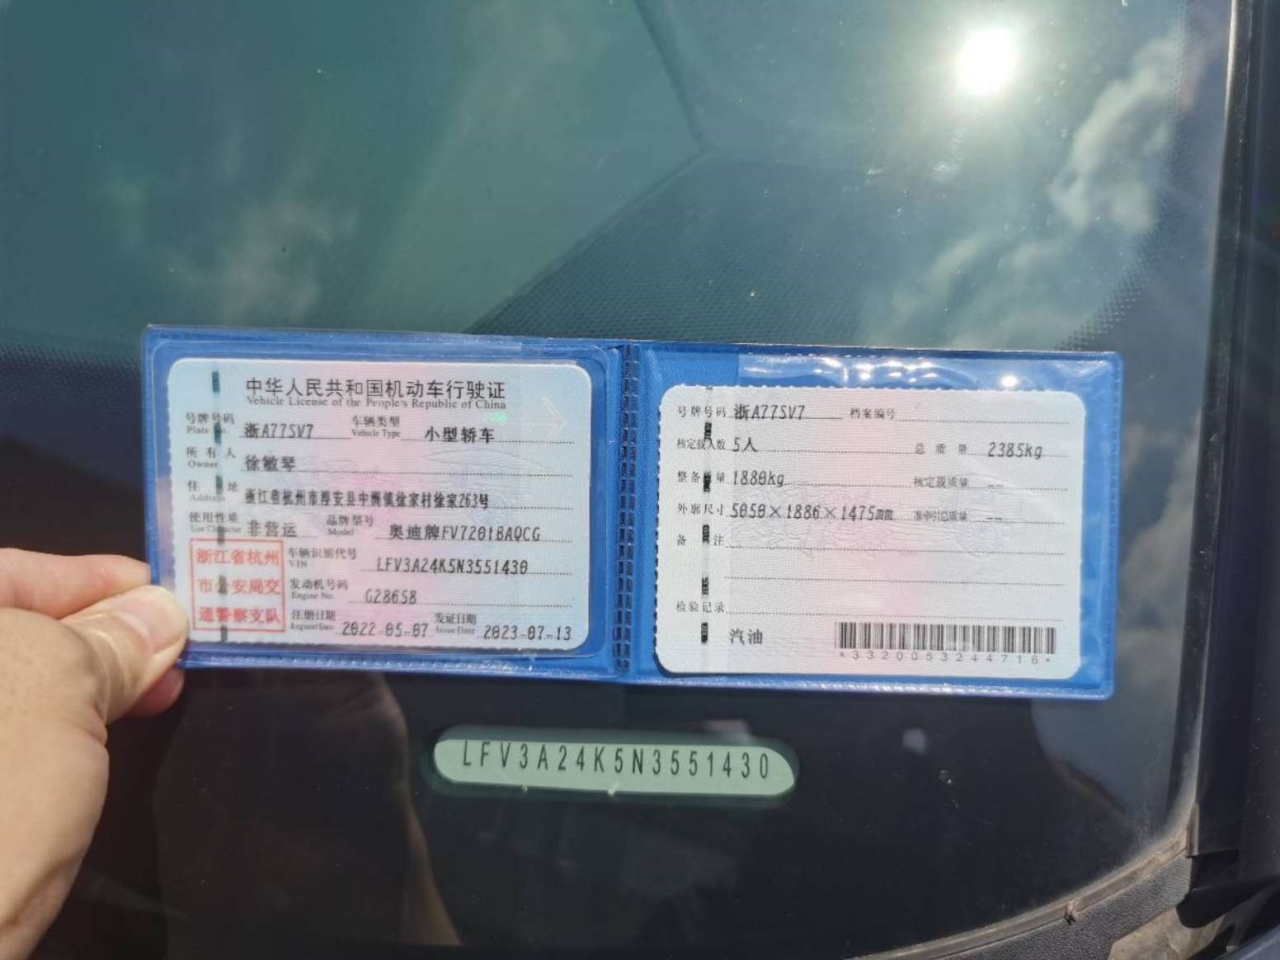 中华人民共和国机动车行驶证
Vehicle License of the People's Republic of China
号牌号码 浙A77SV7 车辆类型 小型轿车
Plate No. Vehicle Type
所有人 徐敏琴
Owner
住址 浙江省杭州市淳安县中洲镇徐家村徐家263号
Address
使用性质 非营运 品牌型号 奥迪牌FV7201BAQCG
Use Character Model
浙江省杭州
市公安局交
通警察支队
车辆识别代号 LFV3A24K5N3551430
VIN
发动机号码 G28658
Engine No.
注册日期 2022-05-07 发证日期 2023-07-13
Register Date Issue Date
号牌号码 浙A77SV7 档案编号
核定载人数 5人 总质量 2385kg
整备质量 1880kg 核定载质量 --
外廓尺寸 5050×1886×1475mm 准牵引总质量 --
备注
检验记录
汽油
*3320053244716*
LFV3A24K5N3551430